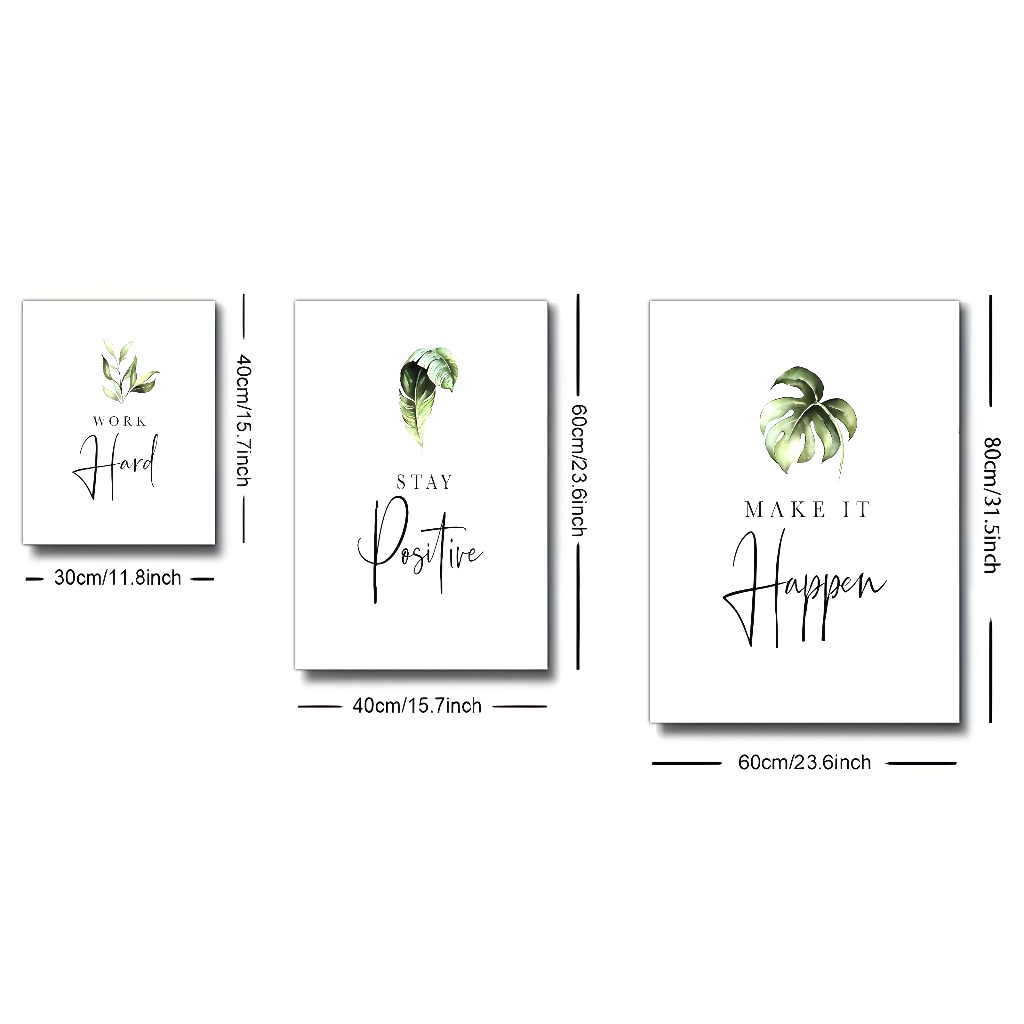 WORK
Hard
40cm/15.7inch
30cm/11.8inch
STAY
Positive
60cm/23.6inch
40cm/15.7inch
MAKE IT
Happen
80cm/31.5inch
60cm/23.6inch